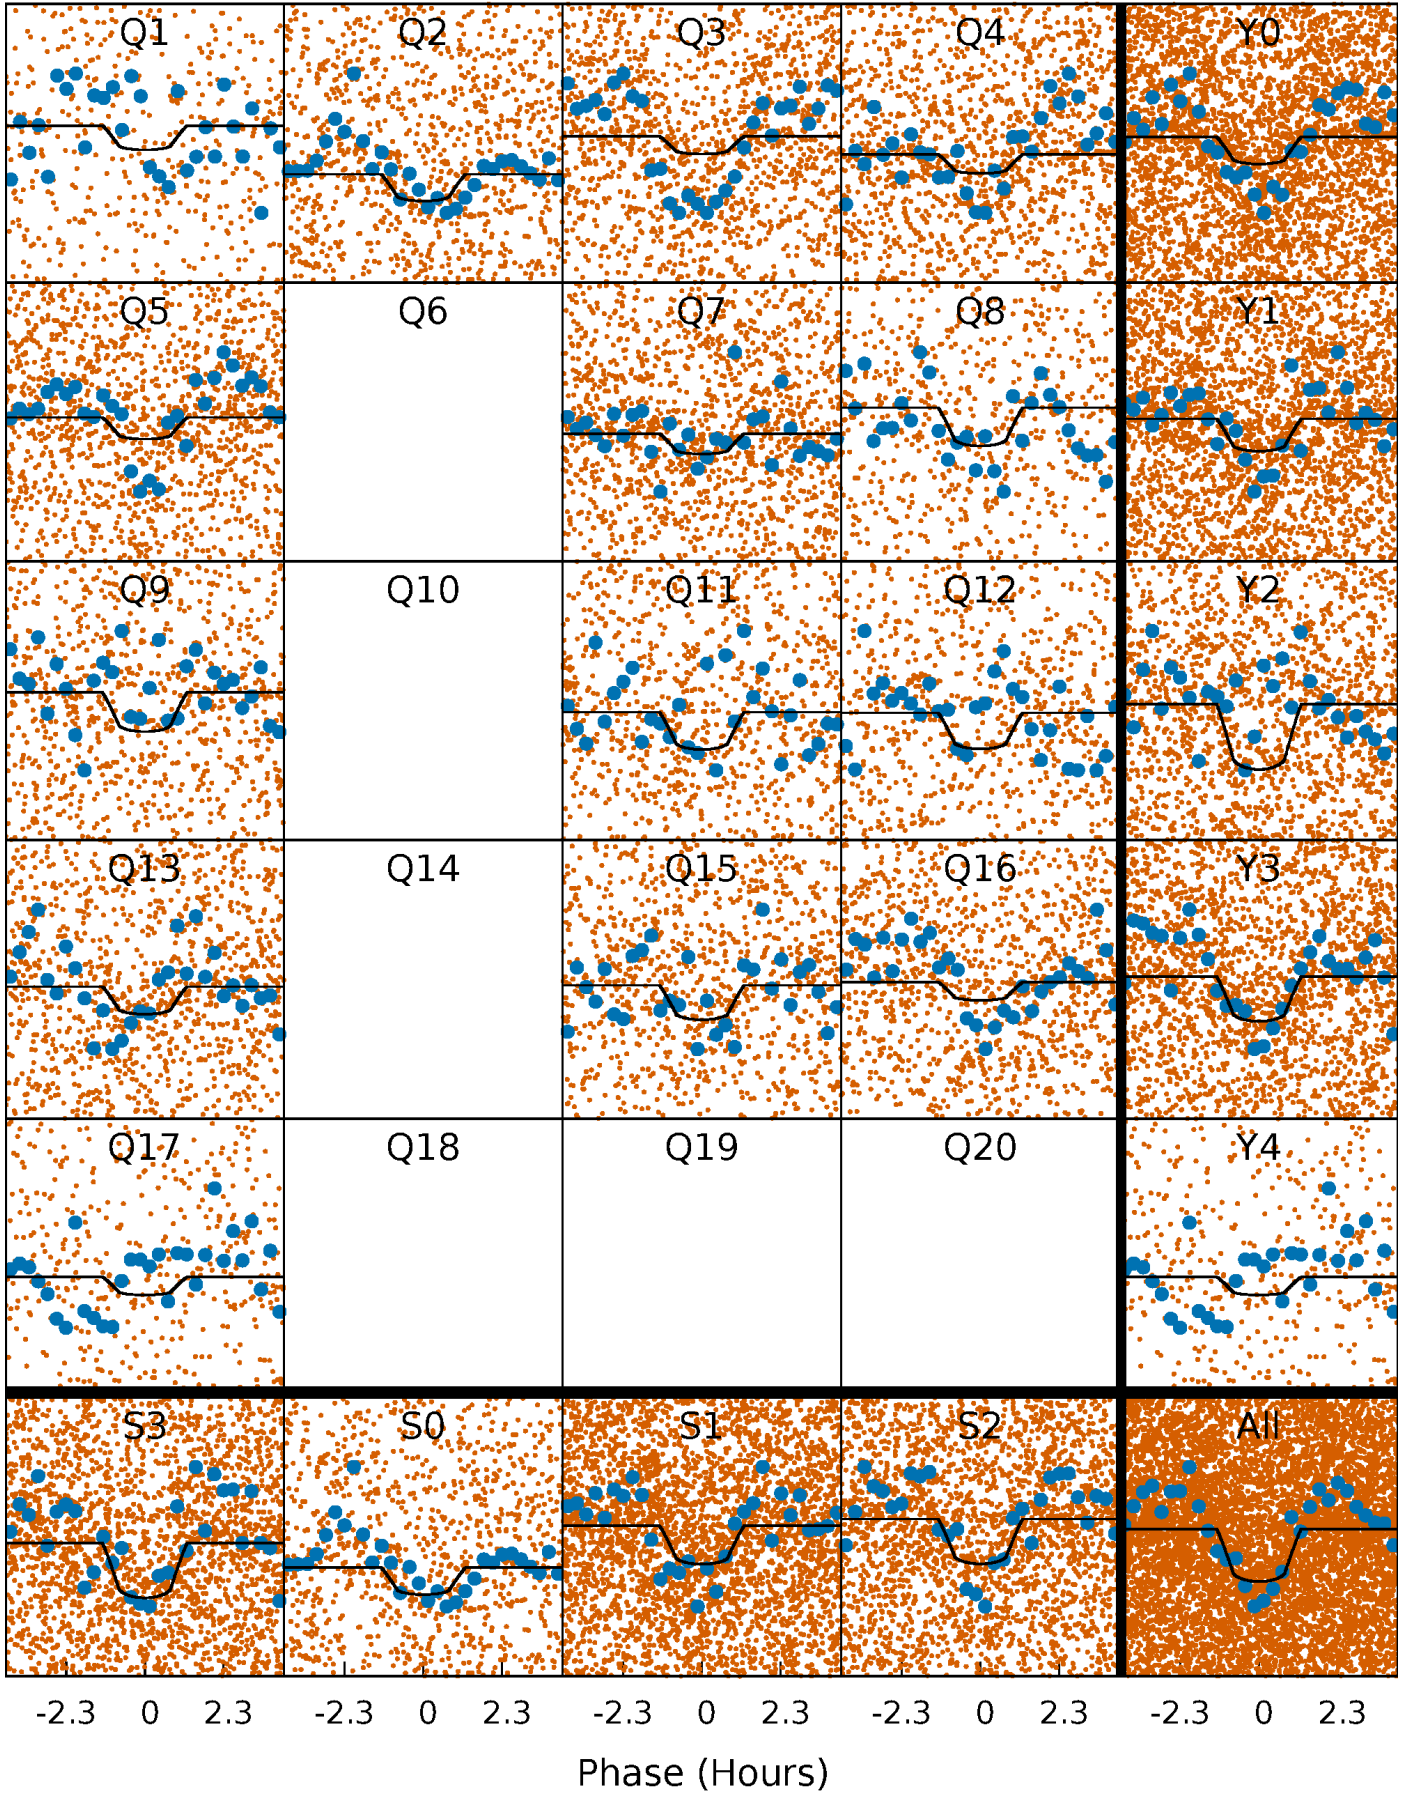 Q1 Q2 Q3 Q4 Y0
Q5 Q6 Q7 Q8 Y1
Q9 Q10 Q11 Q12 Y2
Q13 Q14 Q15 Q16 Y3
Q17 Q18 Q19 Q20 Y4
S3 S0 S1 S2 All
-2.3 0 2.3 -2.3 0 2.3 -2.3 0 2.3 -2.3 0 2.3 -2.3 0 2.3
Phase (Hours)